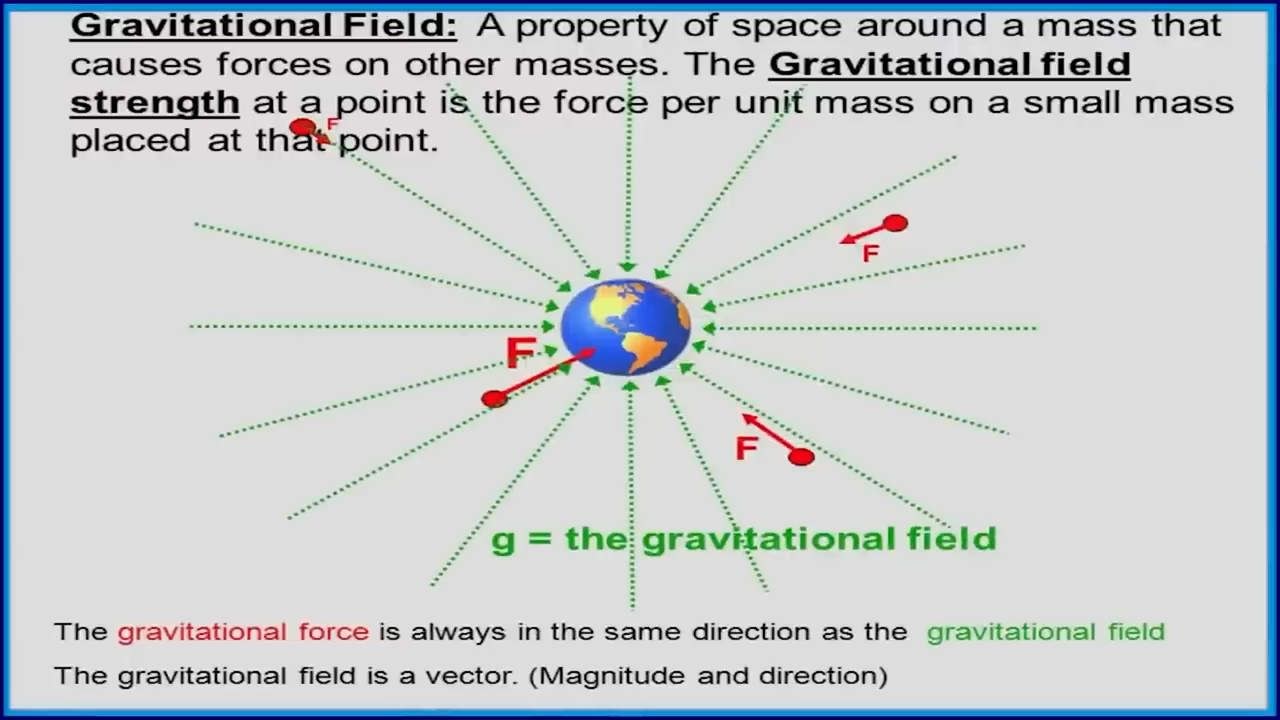 Gravitational Field: A property of space around a mass that
causes forces on other masses. The Gravitational field
strength at a point is the force per unit mass on a small mass
placed at that point.
F
F
F
F
g = the gravitational field
The gravitational force is always in the same direction as the gravitational field
The gravitational field is a vector. (Magnitude and direction)